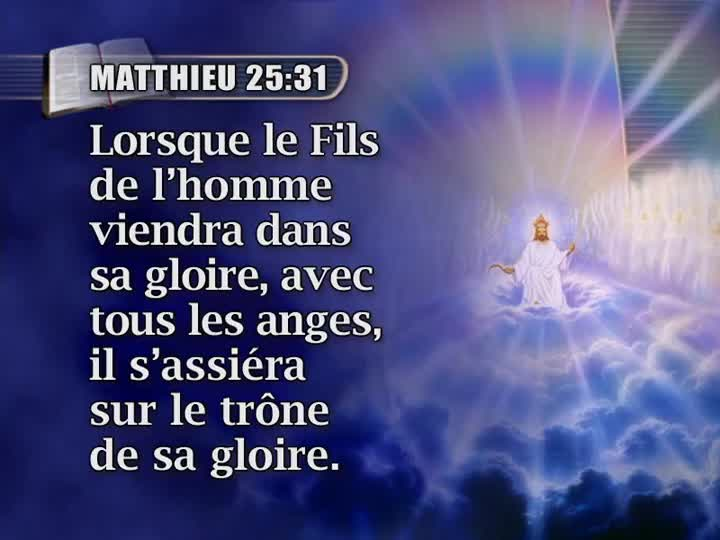 MATTHIEU 25:31
Lorsque le Fils
de l’homme
viendra dans
sa gloire, avec
tous les anges,
il s’assiéra
sur le trône
de sa gloire.